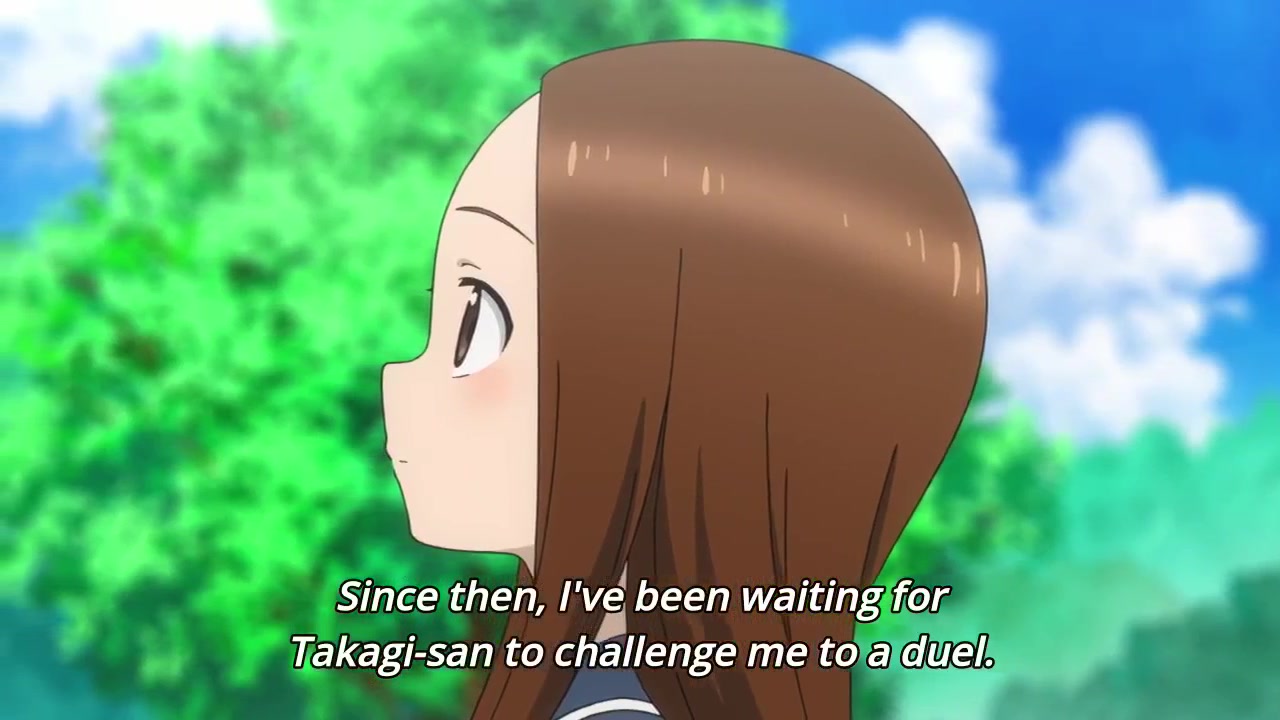 Since then, I've been waiting for
Takagi-san to challenge me to a duel.